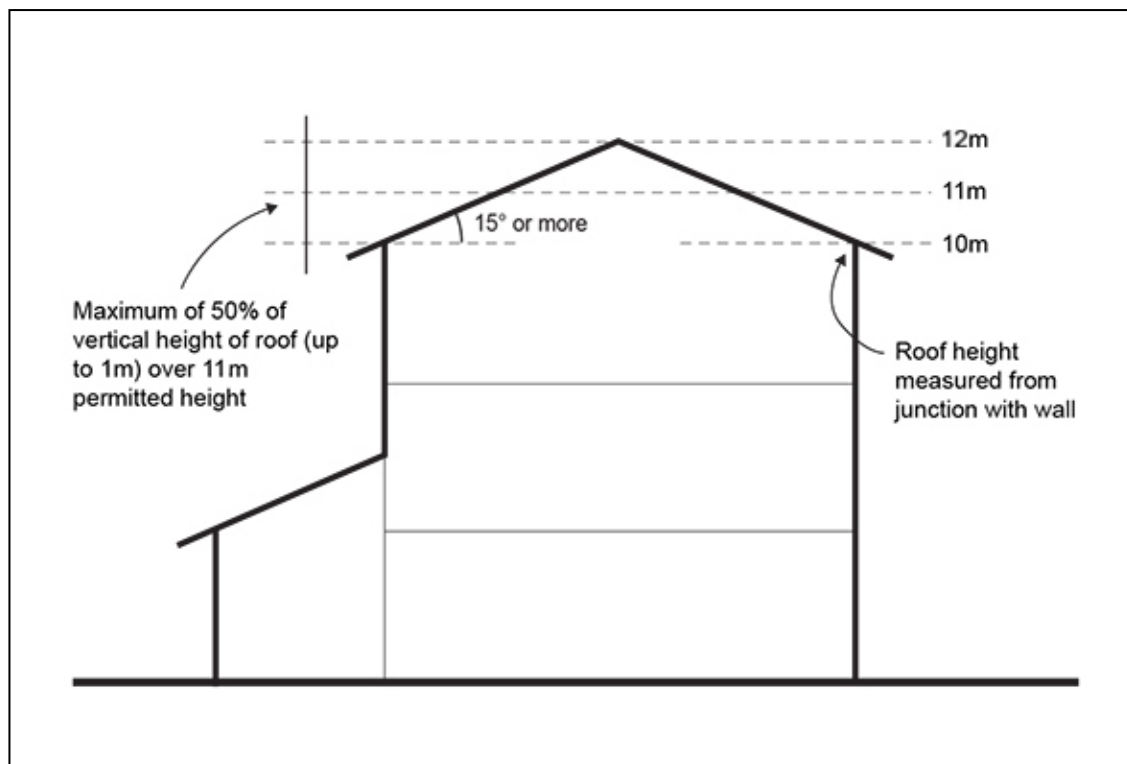 12m
11m
15° or more
10m
Maximum of 50% of
vertical height of roof (up
to 1m) over 11m
permitted height
Roof height
measured from
junction with wall